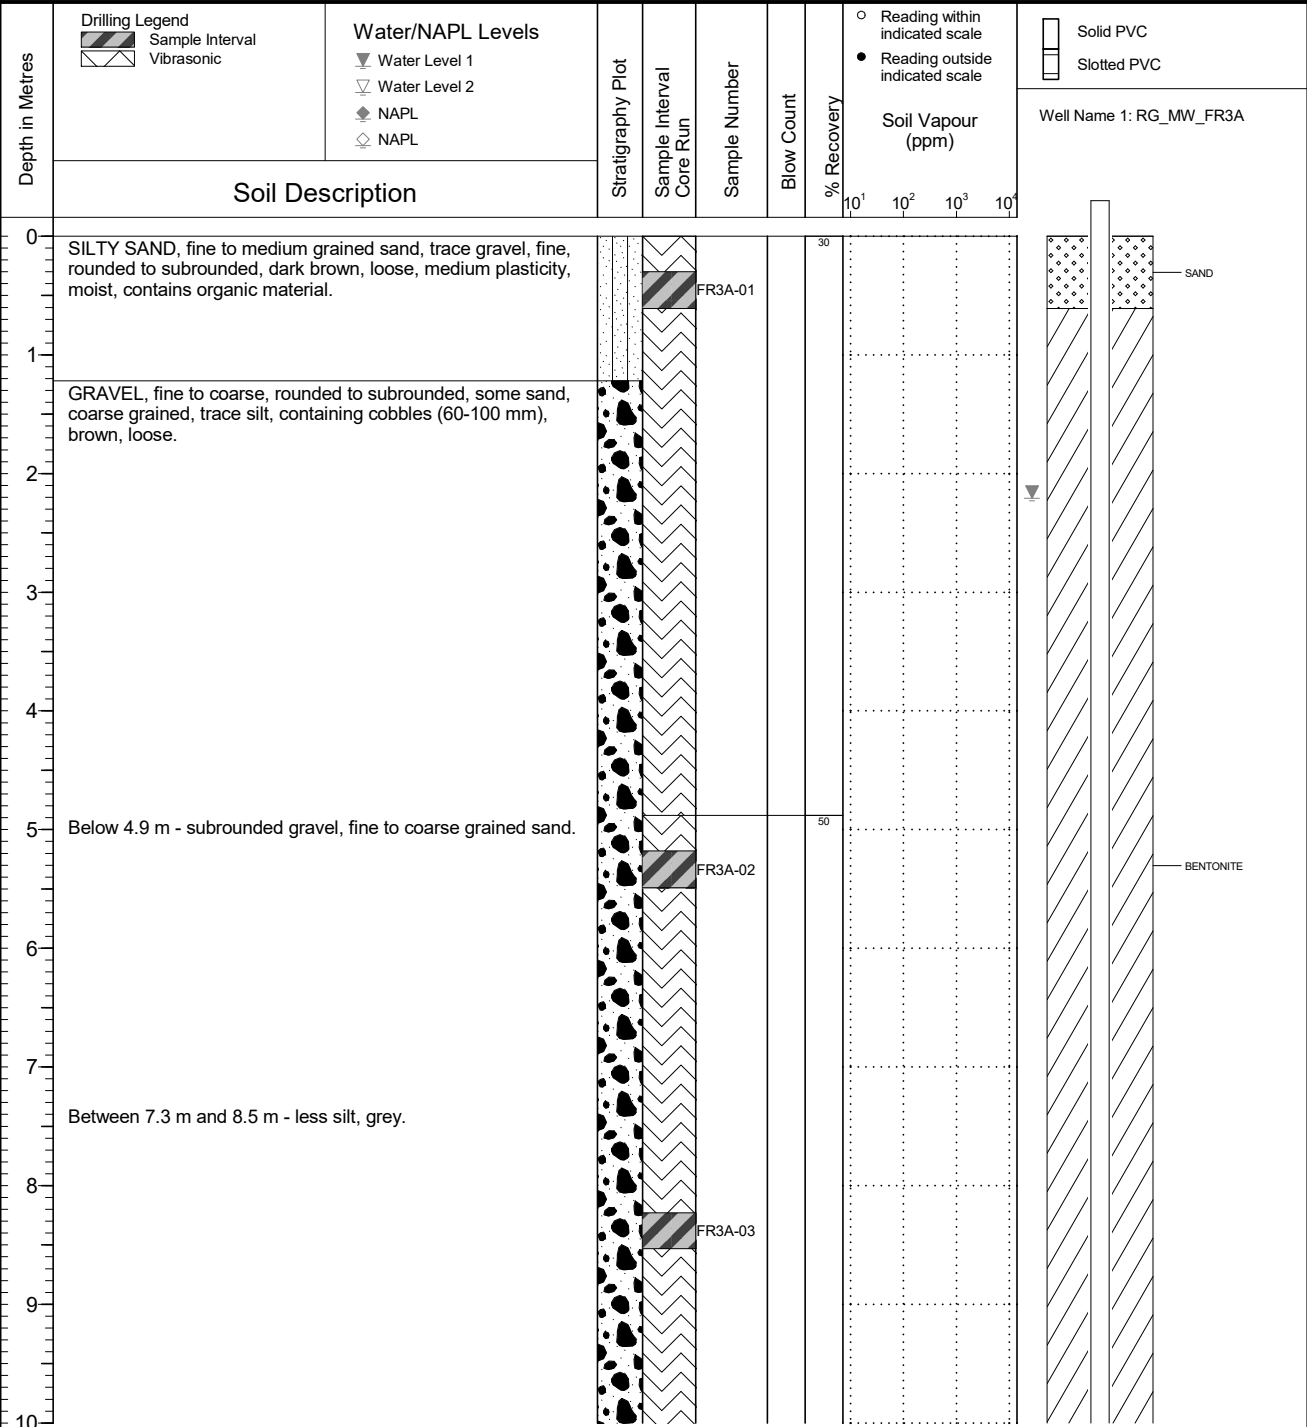 Drilling Legend
Sample Interval
Vibrasonic
Water/NAPL Levels
Water Level 1
Water Level 2
NAPL
NAPL
Depth in Metres
Soil Description
Stratigraphy Plot
Sample Interval
Core Run
Sample Number
Blow Count
% Recovery
Reading within
indicated scale
Reading outside
indicated scale
Soil Vapour
(ppm)
10¹ 10² 10³ 10⁴
Solid PVC
Slotted PVC
Well Name 1: RG_MW_FR3A
0
SILTY SAND, fine to medium grained sand, trace gravel, fine,
rounded to subrounded, dark brown, loose, medium plasticity,
moist, contains organic material.
30
SAND
FR3A-01
1
GRAVEL, fine to coarse, rounded to subrounded, some sand,
coarse grained, trace silt, containing cobbles (60-100 mm),
brown, loose.
2
3
4
5
Below 4.9 m - subrounded gravel, fine to coarse grained sand.
50
FR3A-02
BENTONITE
6
7
Between 7.3 m and 8.5 m - less silt, grey.
8
FR3A-03
9
10